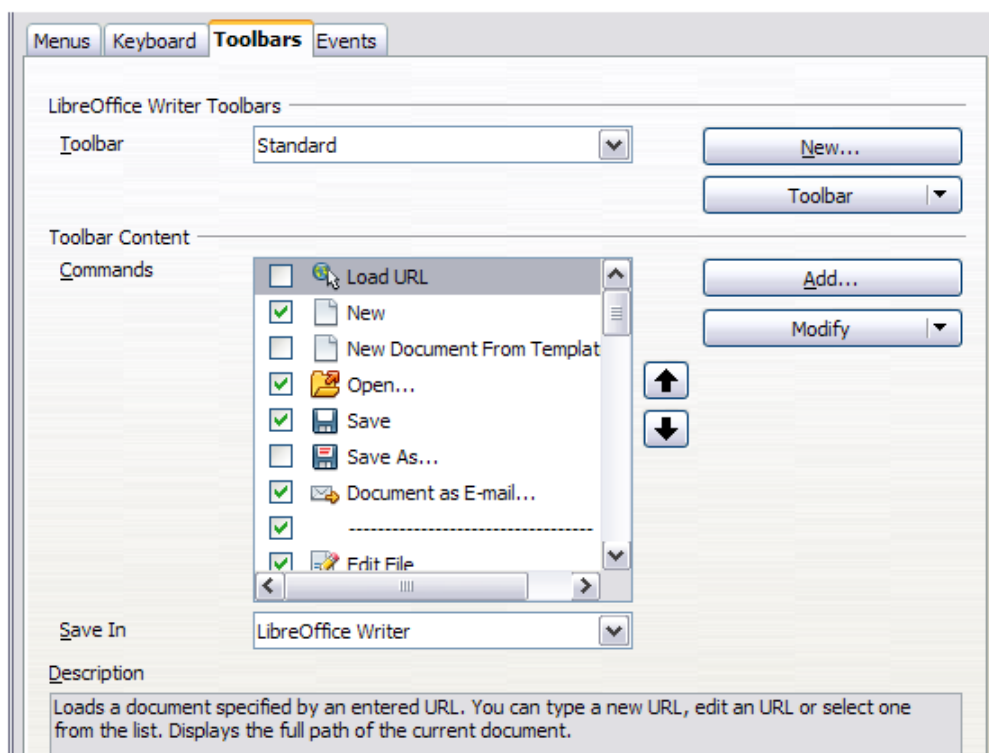 Menus Keyboard Toolbars Events
LibreOffice Writer Toolbars
Toolbar Standard New...
Toolbar
Toolbar Content
Commands Load URL Add...
New
Modify
New Document From Templat
Open...
Save
Save As...
Document as E-mail...
----------------------------------
Edit File
Save In LibreOffice Writer
Description
Loads a document specified by an entered URL. You can type a new URL, edit an URL or select one
from the list. Displays the full path of the current document.